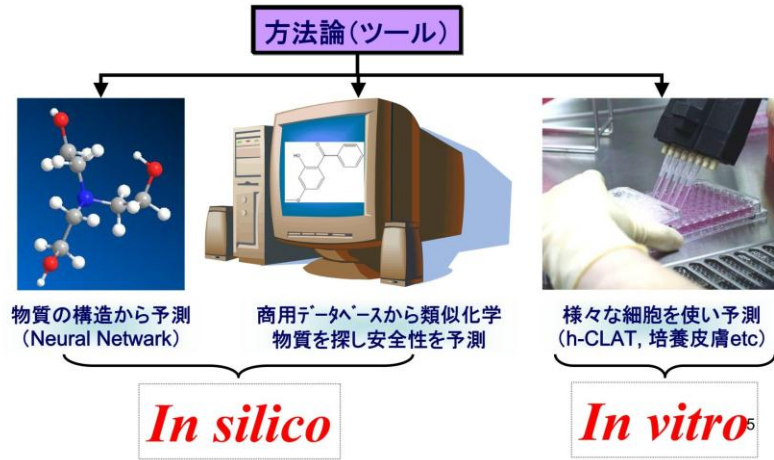 方法論(ツール)
物質の構造から予測
(Neural Network)
商用データベースから類似化学
物質を探し安全性を予測
様々な細胞を使い予測
(h-CLAT, 培養皮膚etc)
In silico
In vitro
5